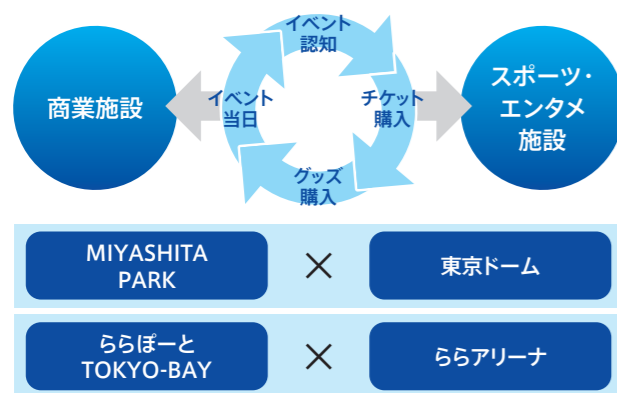 イベント
認知
商業施設
イベント
当日
チケット
購入
スポーツ・
エンタメ
施設
グッズ
購入
MIYASHITA
PARK
×
東京ドーム
ららぽーと
TOKYO-BAY
×
ららアリーナ